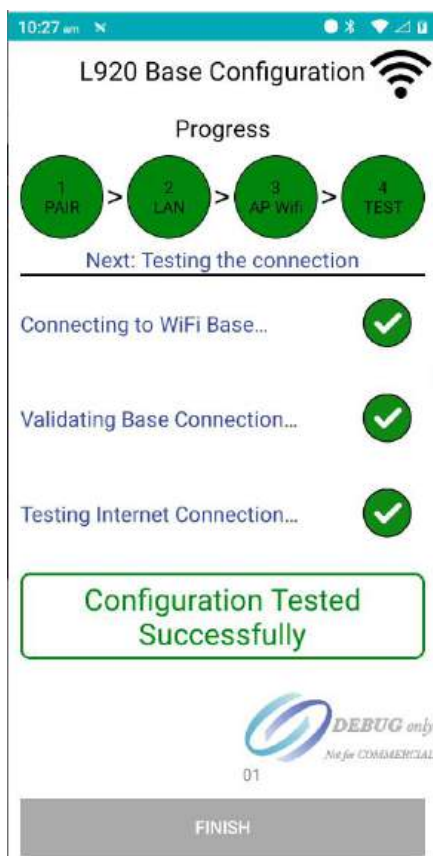 10:27 am
L920 Base Configuration
Progress
1 > 2 > 3 > 4
PAIR LAN AP Wifi TEST
Next: Testing the connection
Connecting to WiFi Base...
Validating Base Connection...
Testing Internet Connection...
Configuration Tested
Successfully
DEBUG only
Not for COMMERCIAL
01
FINISH